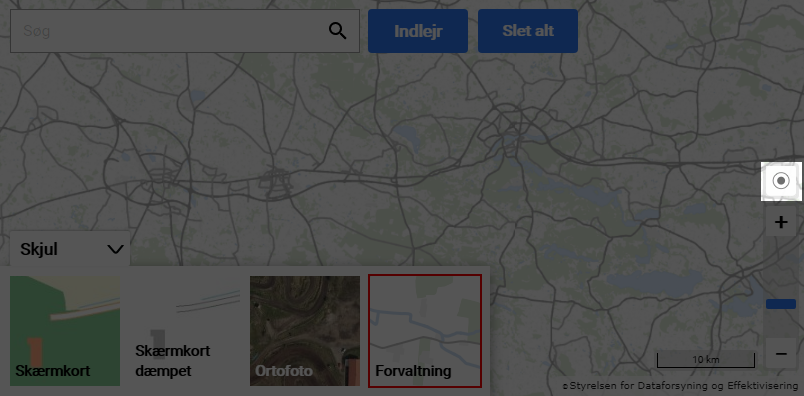 Søg
Indlejr
Slet alt
Skjul
Skærmkort
Skærmkort
dæmpet
Ortofoto
Forvaltning
+
−
10 km
© Styrelsen for Dataforsyning og Effektivisering